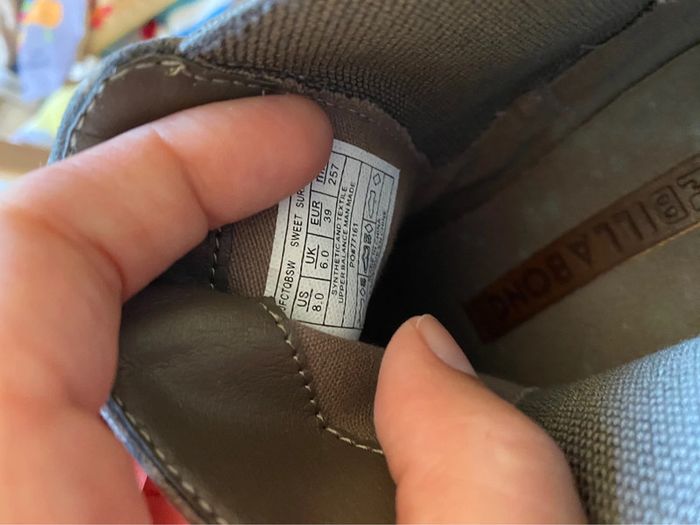 JFCTQBSW SWEET SUR
US UK EUR
8.0 6.0 39 257
SYNTHETIC AND TEXTILE
UPPER BALANCE MAN MADE
PO#77161
BILLABONG